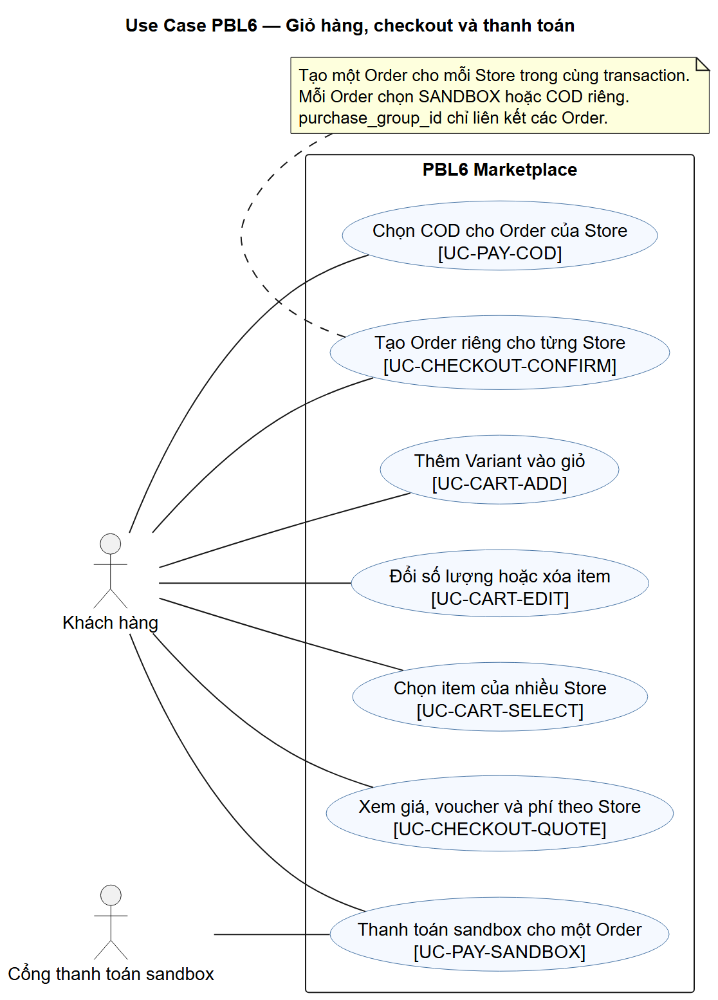 Use Case PBL6 — Giỏ hàng, checkout và thanh toán
Tạo một Order cho mỗi Store trong cùng transaction.
Mỗi Order chọn SANDBOX hoặc COD riêng.
purchase_group_id chỉ liên kết các Order.
PBL6 Marketplace
Chọn COD cho Order của Store
[UC-PAY-COD]
Tạo Order riêng cho từng Store
[UC-CHECKOUT-CONFIRM]
Thêm Variant vào giỏ
[UC-CART-ADD]
Đổi số lượng hoặc xóa item
[UC-CART-EDIT]
Khách hàng
Chọn item của nhiều Store
[UC-CART-SELECT]
Xem giá, voucher và phí theo Store
[UC-CHECKOUT-QUOTE]
Thanh toán sandbox cho một Order
[UC-PAY-SANDBOX]
Cổng thanh toán sandbox